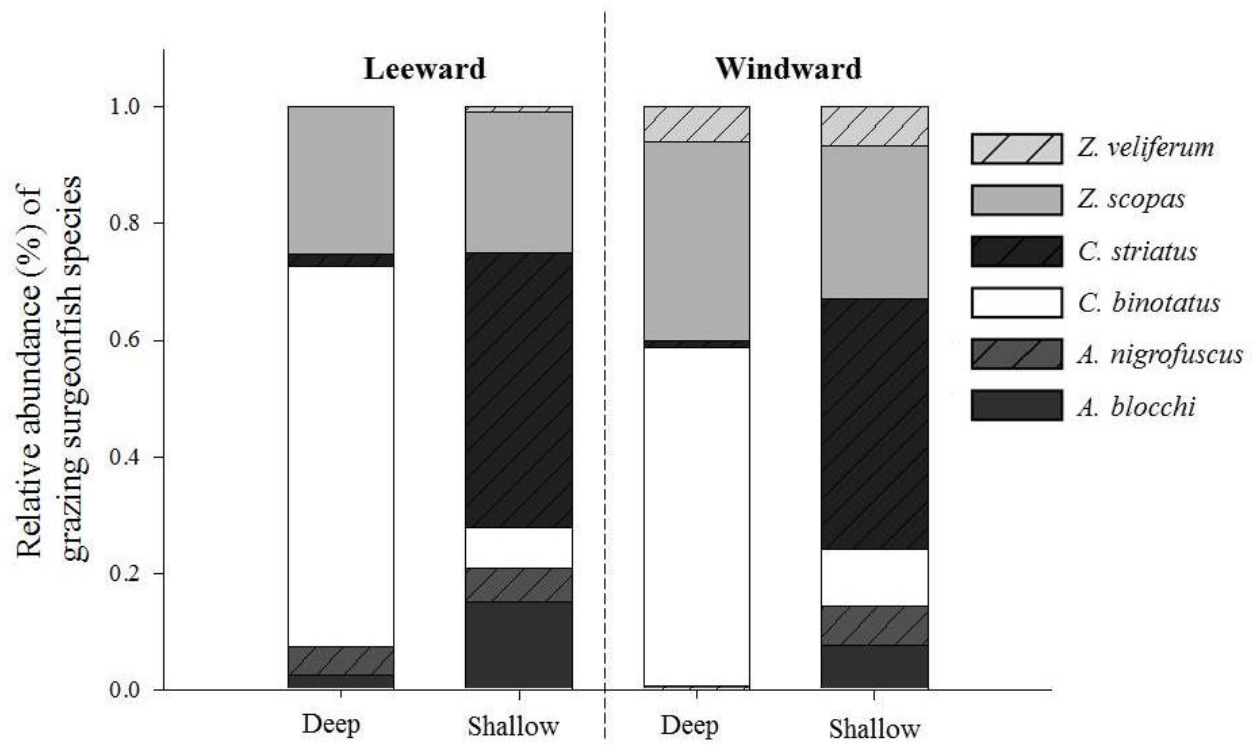 Leeward
Windward
1.0
0.8
0.6
0.4
0.2
0.0
Relative abundance (%) of
grazing surgeonfish species
Deep
Shallow
Deep
Shallow
Z. veliferum
Z. scopas
C. striatus
C. binotatus
A. nigrofuscus
A. blocchi